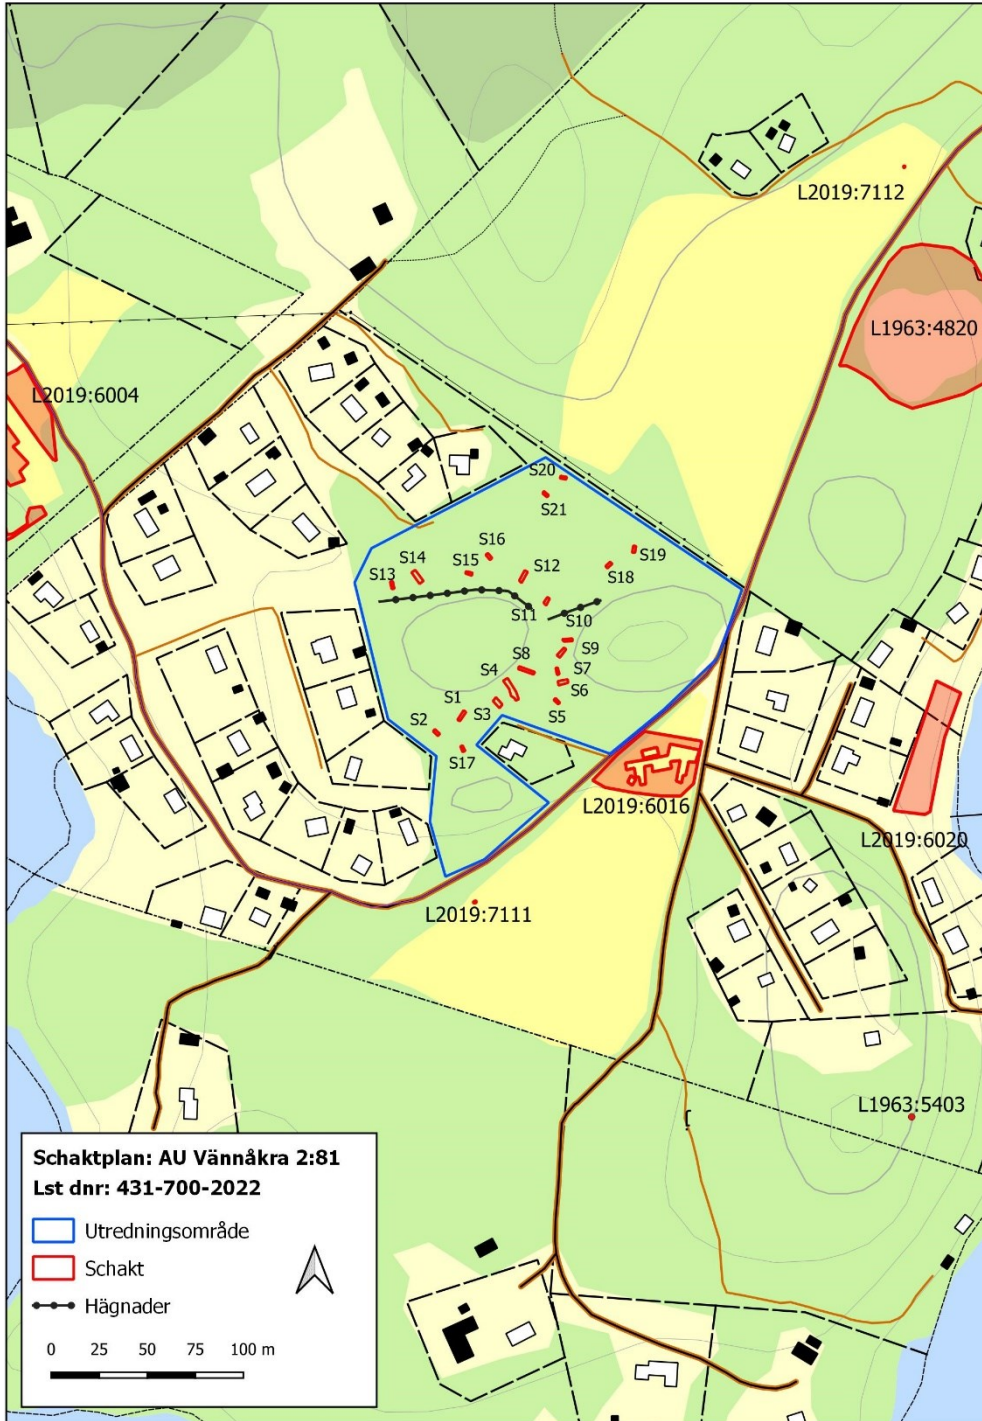 L2019:7112
L1963:4820
L2019:6004
S20
S21
S16
S14
S15
S12
S19
S13
S18
S11
S10
S9
S8
S4
S7
S1
S6
S3
S5
S2
S17
L2019:6016
L2019:6020
L2019:7111
L1963:5403
Schaktplan: AU Vännåkra 2:81
Lst dnr: 431-700-2022
Utredningsområde
Schakt
Hägnader
0 25 50 75 100 m